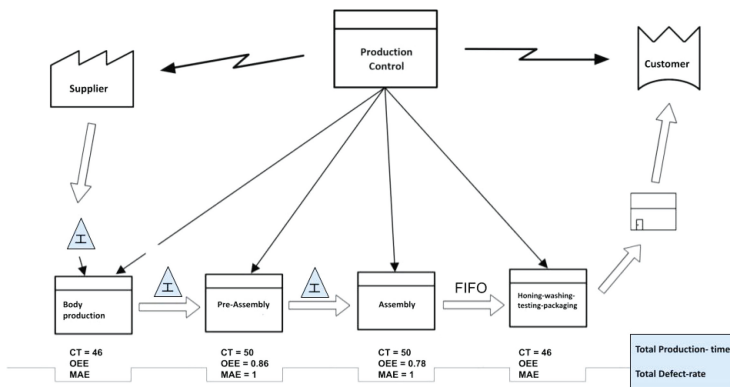 Production
Control
Supplier
Customer
I
I
I
FIFO
Body
production
Pre-Assembly
Assembly
Honing-washing-
testing-packaging
CT = 46
OEE
MAE
CT = 50
OEE = 0.86
MAE = 1
CT = 50
OEE = 0.78
MAE = 1
CT = 46
OEE
MAE
Total Production- time
Total Defect-rate